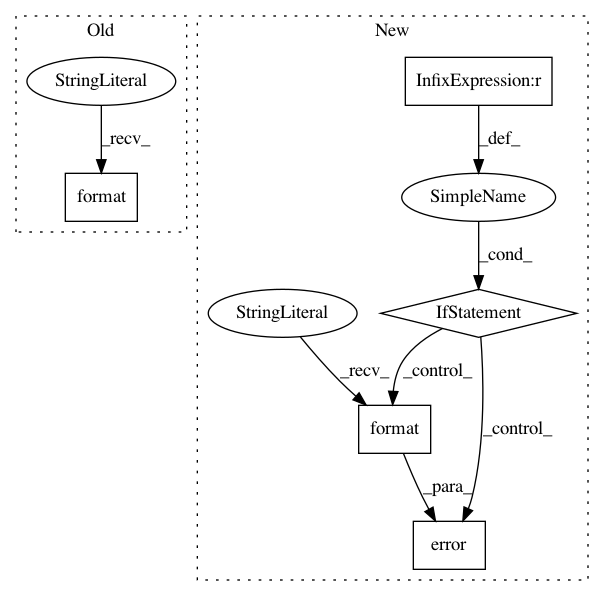 Old
New
StringLiteral
InfixExpression:r
_recv_
_def_
format
SimpleName
_cond_
StringLiteral
IfStatement
_recv_
_control_
format
_control_
_para_
error